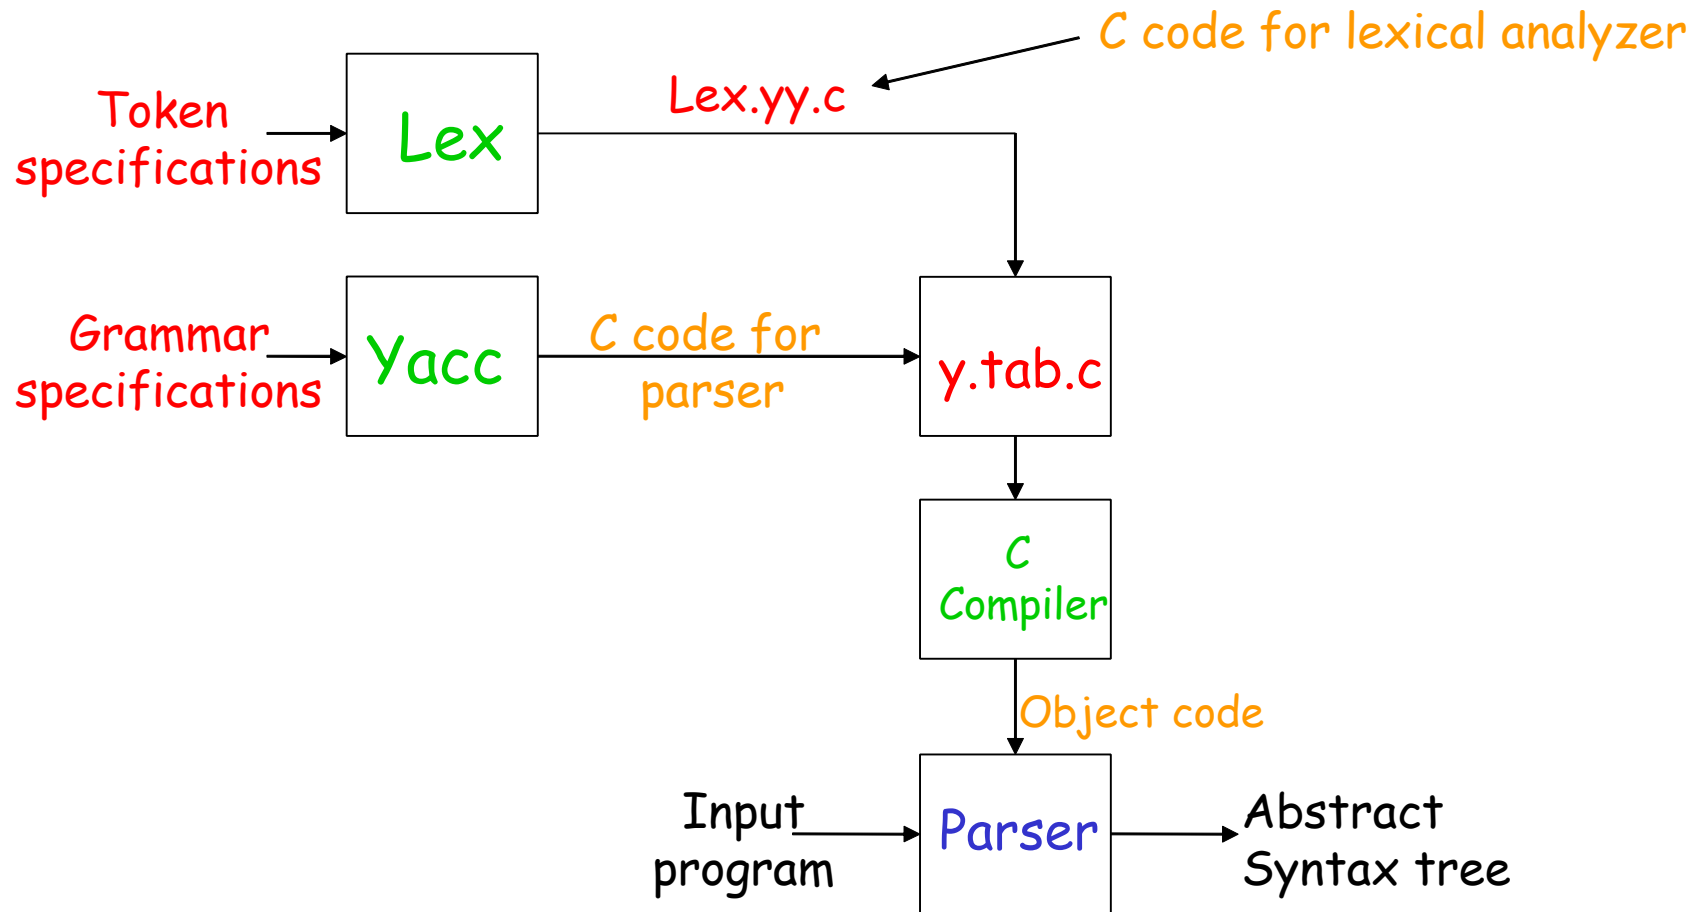 C code for lexical analyzer
Lex.yy.c
Token
specifications
Lex
Grammar
specifications
Yacc
C code for
parser
y.tab.c
C
Compiler
Object code
Input
program
Parser
Abstract
Syntax tree